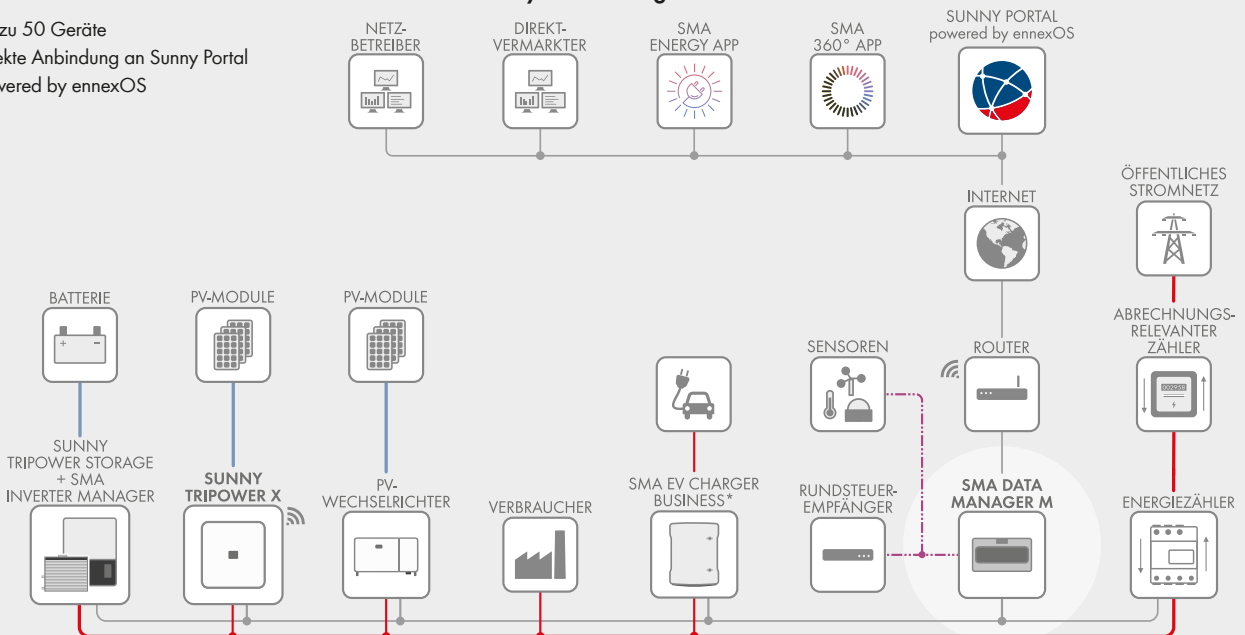 zu 50 Geräte
ekte Anbindung an Sunny Portal
wered by ennexOS
NETZ-
BETREIBER
DIREKT-
VERMARKTER
SMA
ENERGY APP
SMA
360° APP
SUNNY PORTAL
powered by ennexOS
INTERNET
ÖFFENTLICHES
STROMNETZ
BATTERIE
PV-MODULE
PV-MODULE
SENSOREN
ROUTER
ABRECHNUNGS-
RELEVANTER
ZÄHLER
SUNNY
TRIPOWER STORAGE
+ SMA
INVERTER MANAGER
SUNNY
TRIPOWER X
PV-
WECHSELRICHTER
VERBRAUCHER
SMA EV CHARGER
BUSINESS*
RUNDSTEUER-
EMPFÄNGER
SMA DATA
MANAGER M
ENERGIEZÄHLER